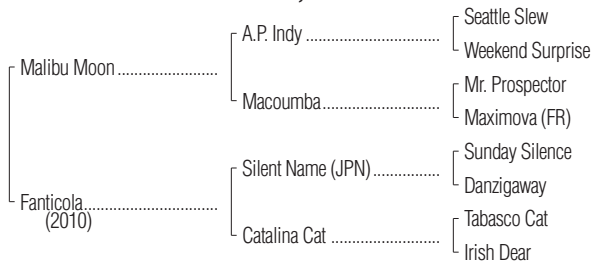 Seattle Slew
A.P. Indy ..............................
Weekend Surprise
Malibu Moon ......................
Mr. Prospector
Macoumba...........................
Maximova (FR)
Sunday Silence
Silent Name (JPN)................
Danzigaway
Fanticola..............................
(2010)
Tabasco Cat
Catalina Cat ........................
Irish Dear